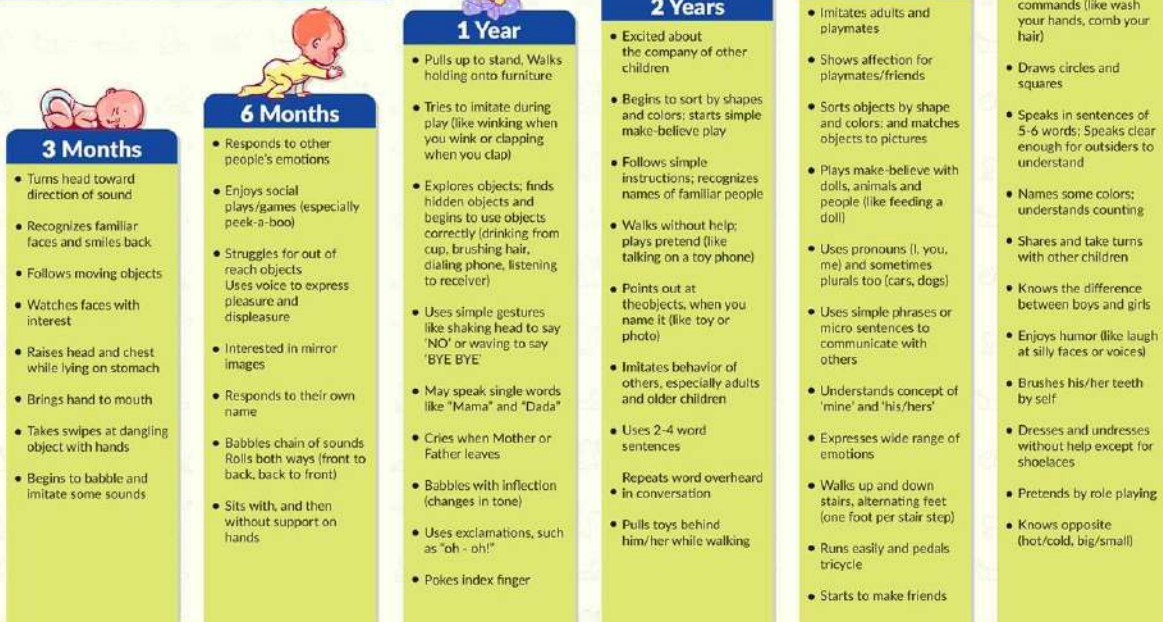 3 Months
• Turns head toward
direction of sound
• Recognizes familiar
faces and smiles back
• Follows moving objects
• Watches faces with
interest
• Raises head and chest
while lying on stomach
• Brings hand to mouth
• Takes swipes at dangling
object with hands
• Begins to babble and
imitate some sounds
6 Months
• Responds to other
people's emotions
• Enjoys social
plays/games (especially
peek-a-boo)
• Struggles for out of
reach objects
Uses voice to express
pleasure and
displeasure
• Interested in mirror
images
• Responds to their own
name
• Babbles chain of sounds
Rolls both ways (front to
back, back to front)
• Sits with, and then
without support on
hands
1 Year
• Pulls up to stand, Walks
holding onto furniture
• Tries to imitate during
play (like winking when
you wink or clapping
when you clap)
• Explores objects; finds
hidden objects and
begins to use objects
correctly (drinking from
cup, brushing hair,
dialing phone, listening
to receiver)
• Uses simple gestures
like shaking head to say
'NO' or waving to say
'BYE BYE'
• May speak single words
like "Mama" and "Dada"
• Cries when Mother or
Father leaves
• Babbles with inflection
(changes in tone)
• Uses exclamations, such
as "oh - oh!"
• Pokes index finger
2 Years
• Excited about
the company of other
children
• Begins to sort by shapes
and colors; starts simple
make-believe play
• Follows simple
instructions; recognizes
names of familiar people
• Walks without help;
plays pretend (like
talking on a toy phone)
• Points out at
theobjects, when you
name it (like toy or
photo)
• Imitates behavior of
others, especially adults
and older children
• Uses 2-4 word
sentences
Repeats word overheard
• in conversation
• Pulls toys behind
him/her while walking
• Imitates adults and
playmates
• Shows affection for
playmates/friends
• Sorts objects by shape
and colors; and matches
objects to pictures
• Plays make-believe with
dolls, animals and
people (like feeding a
doll)
• Uses pronouns (I, you,
me) and sometimes
plurals too (cars, dogs)
• Uses simple phrases or
micro sentences to
communicate with
others
• Understands concept of
'mine' and 'his/hers'
• Expresses wide range of
emotions
• Walks up and down
stairs, alternating feet
(one foot per stair step)
• Runs easily and pedals
tricycle
• Starts to make friends
commands (like wash
your hands, comb your
hair)
• Draws circles and
squares
• Speaks in sentences of
5-6 words; Speaks clear
enough for outsiders to
understand
• Names some colors;
understands counting
• Shares and take turns
with other children
• Knows the difference
between boys and girls
• Enjoys humor (like laugh
at silly faces or voices)
• Brushes his/her teeth
by self
• Dresses and undresses
without help except for
shoelaces
• Pretends by role playing
• Knows opposite
(hot/cold, big/small)